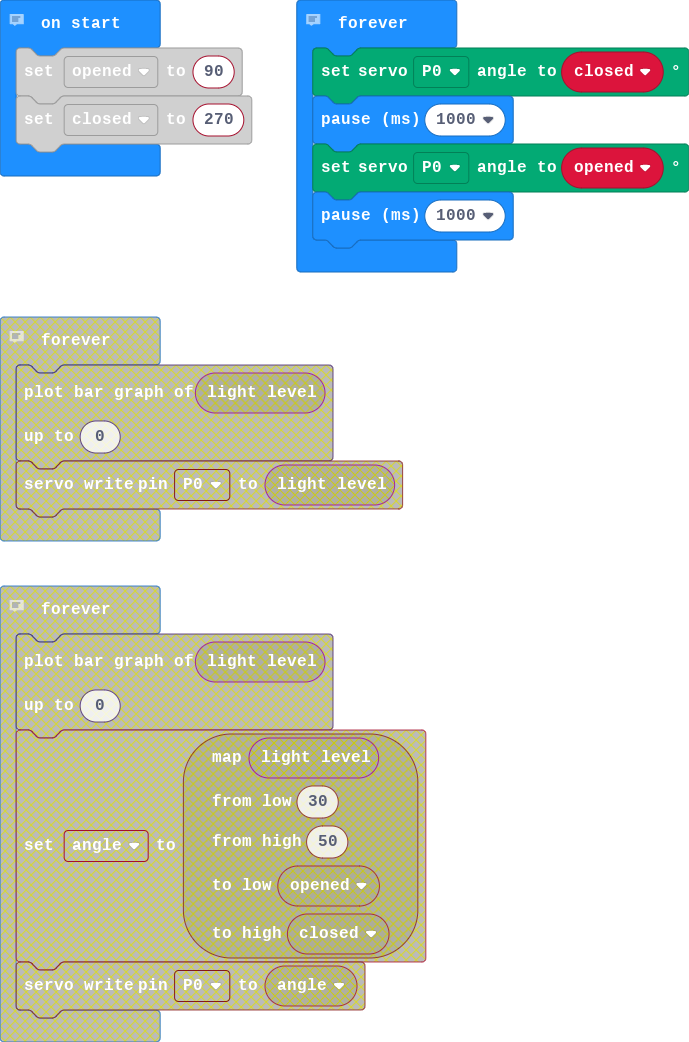 on start
set opened to 90
set closed to 270
forever
set servo P0 angle to closed °
pause (ms) 1000
set servo P0 angle to opened °
pause (ms) 1000
forever
plot bar graph of light level
up to 0
servo write pin P0 to light level
forever
plot bar graph of light level
up to 0
set angle to
map light level
from low 30
from high 50
to low opened
to high closed
servo write pin P0 to angle